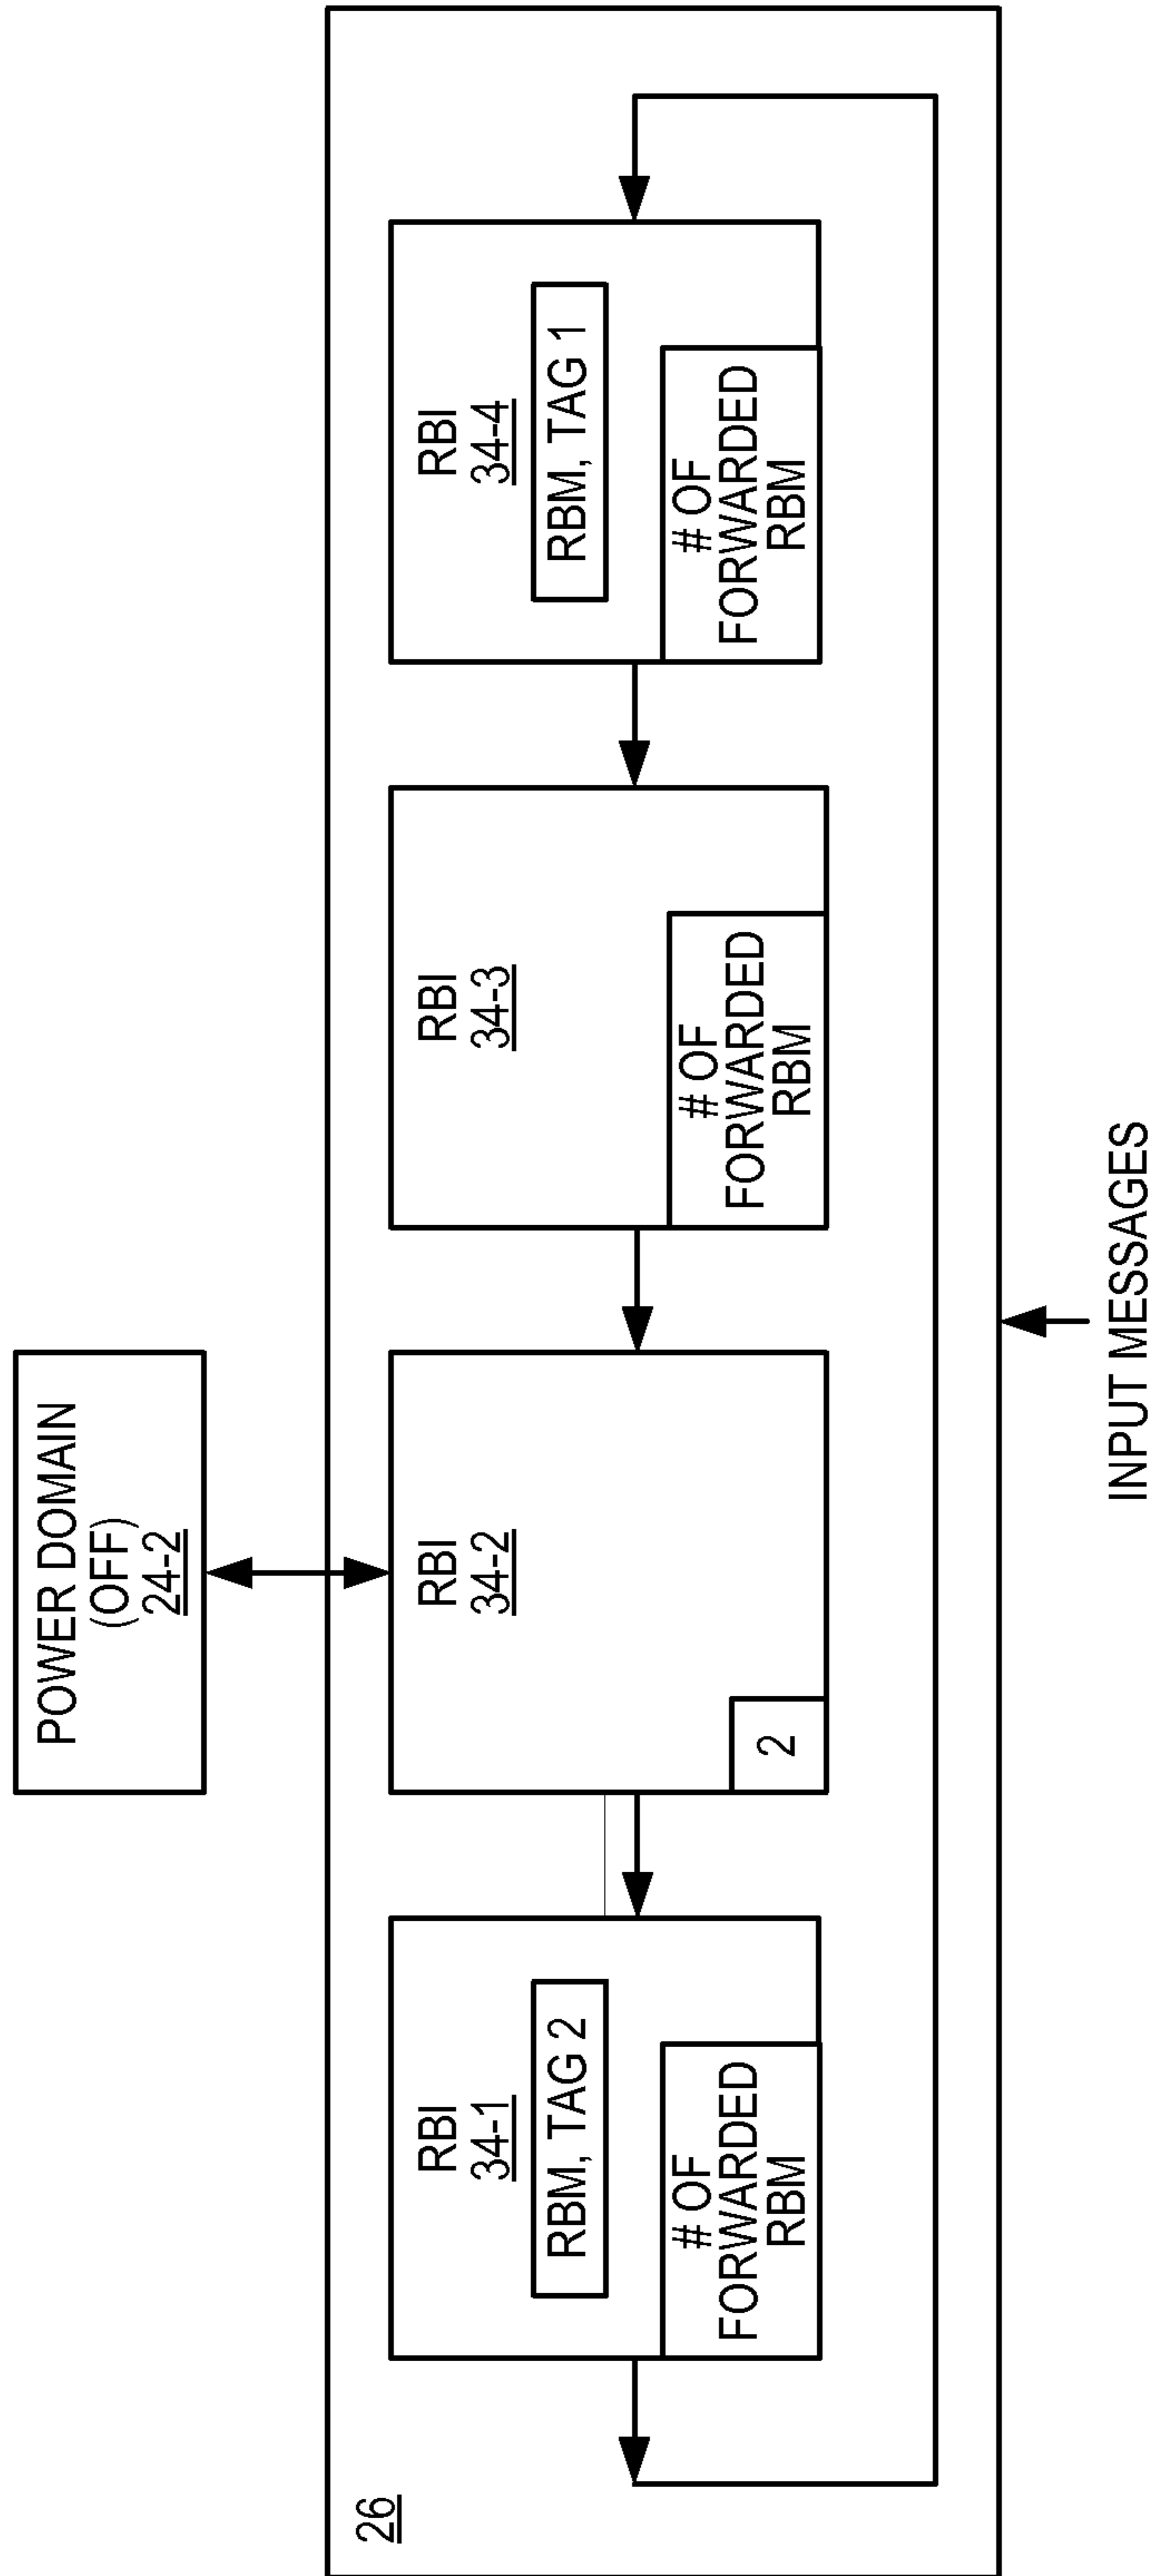 POWER DOMAIN
(OFF)
24-2
26
RBI
34-1
RBM, TAG 2
# OF
FORWARDED
RBM
RBI
34-2
2
RBI
34-3
# OF
FORWARDED
RBM
RBI
34-4
RBM, TAG 1
# OF
FORWARDED
RBM
INPUT MESSAGES